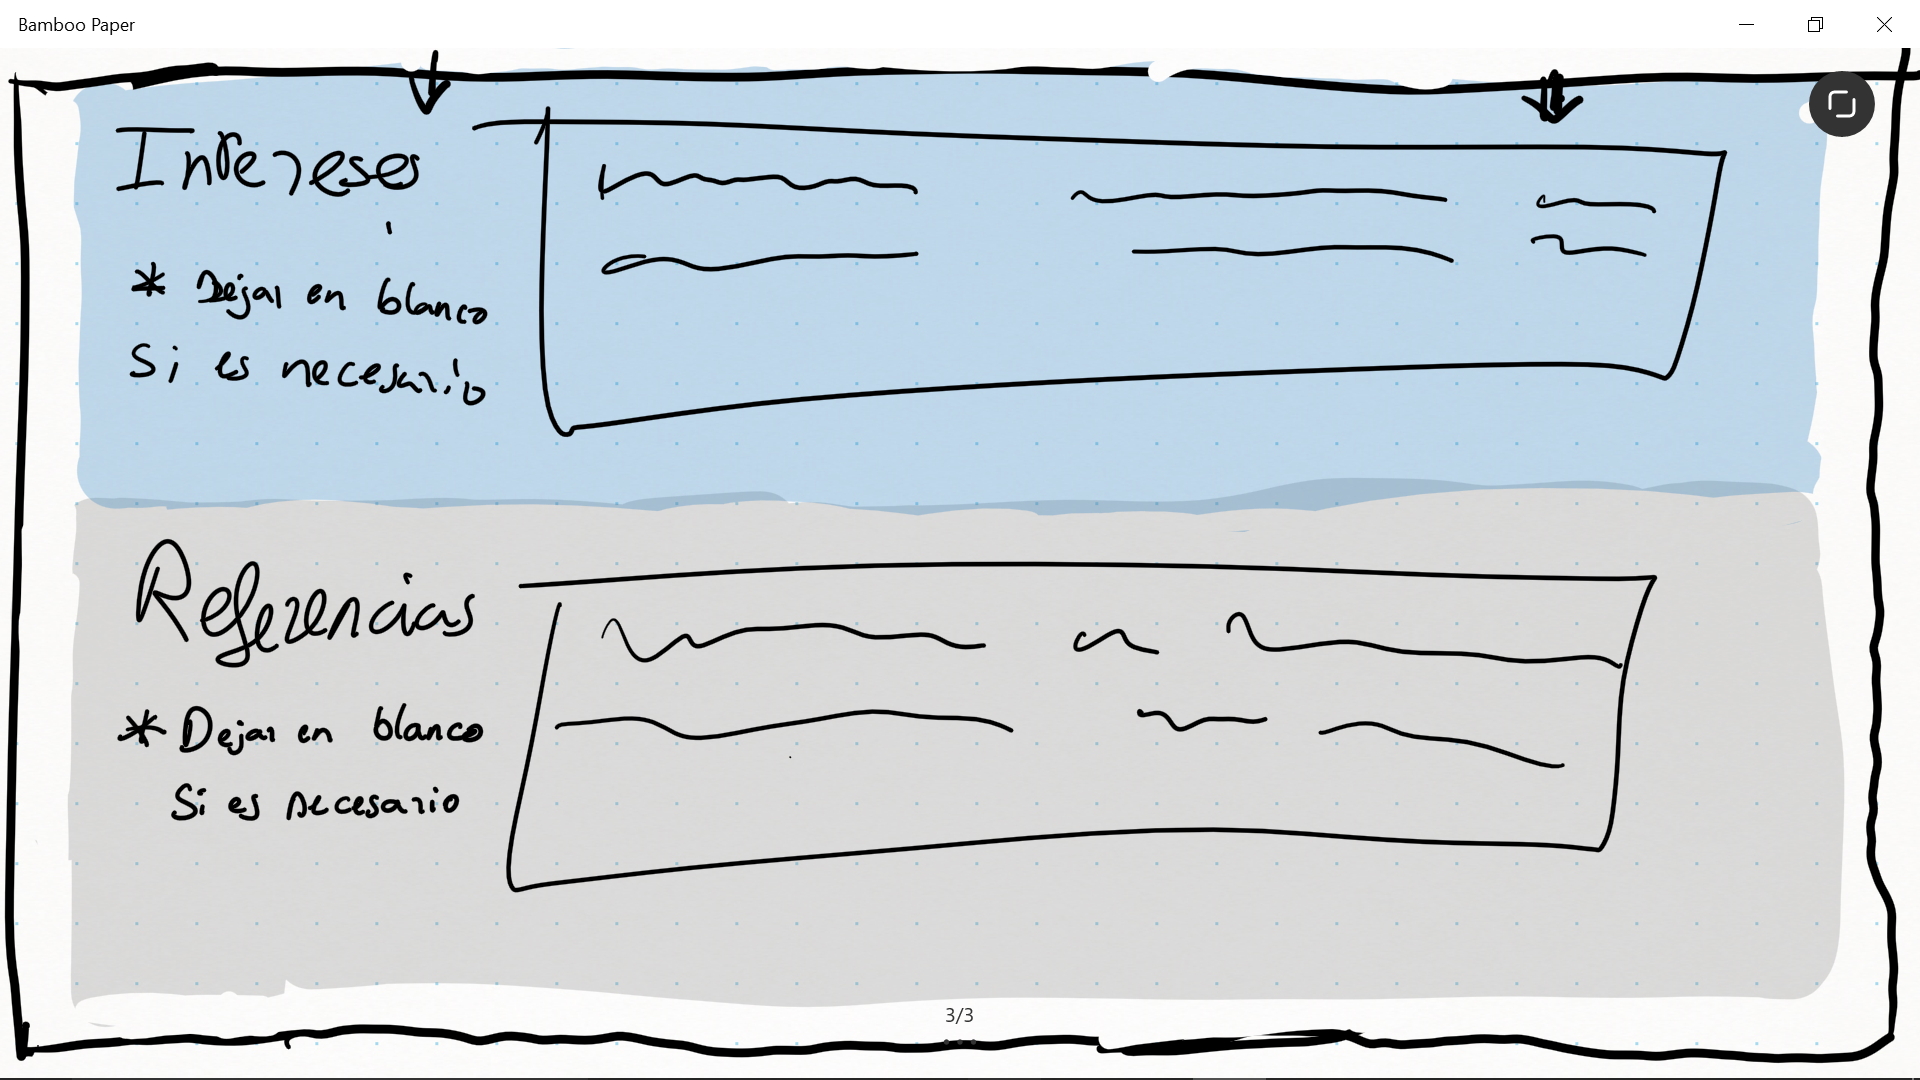 Bamboo Paper
Intereses
* Dejar en blanco
Si es necesario
Referencias
* Dejar en blanco
Si es necesario
3/3